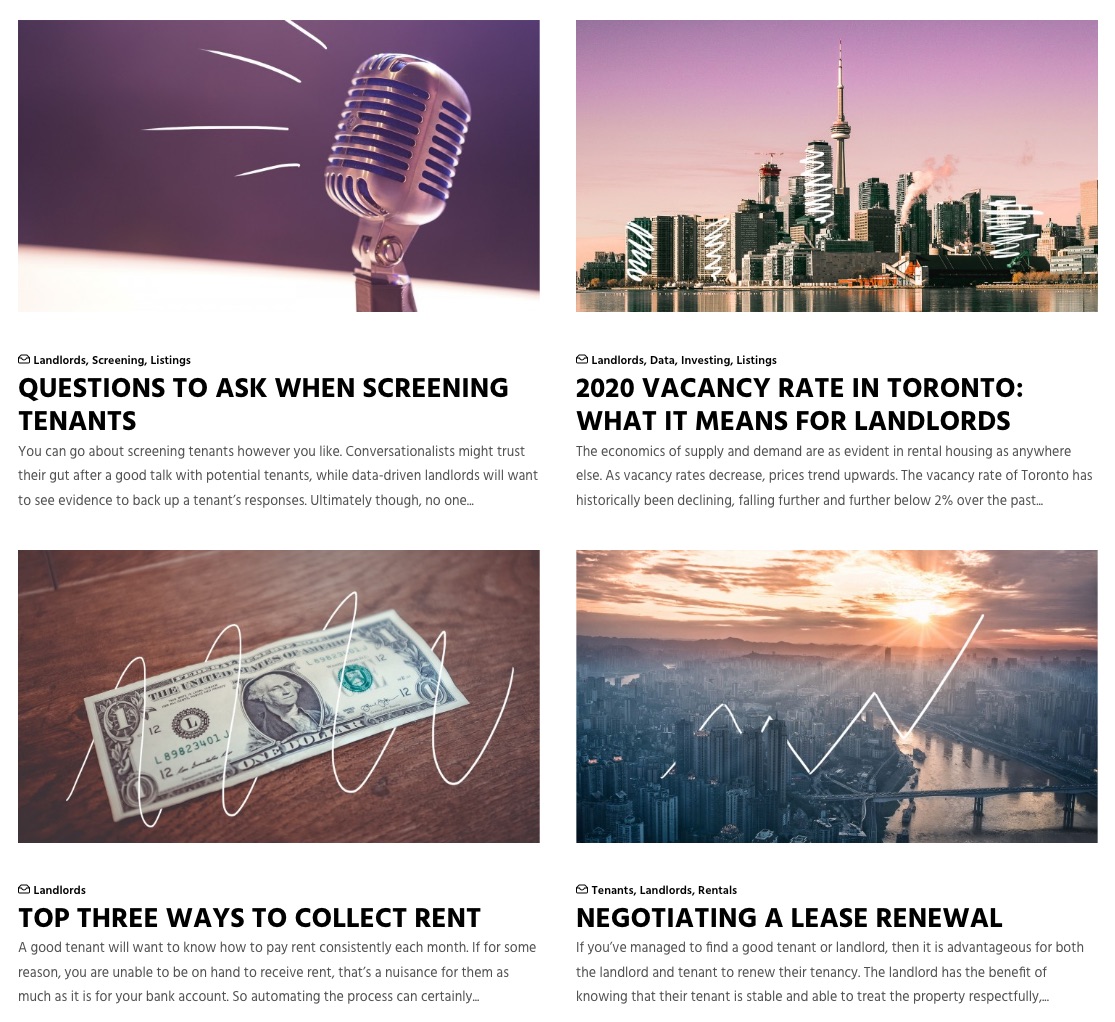 Landlords, Screening, Listings
QUESTIONS TO ASK WHEN SCREENING
TENANTS
You can go about screening tenants however you like. Conversationalists might trust
their gut after a good talk with potential tenants, while data-driven landlords will want
to see evidence to back up a tenant’s responses. Ultimately though, no one...
Landlords, Data, Investing, Listings
2020 VACANCY RATE IN TORONTO:
WHAT IT MEANS FOR LANDLORDS
The economics of supply and demand are as evident in rental housing as anywhere
else. As vacancy rates decrease, prices trend upwards. The vacancy rate of Toronto has
historically been declining, falling further and further below 2% over the past...
THE UNITED STATES OF AMERICA
L 89823401 J
12
L
12
ONE DOLLAR
Landlords
TOP THREE WAYS TO COLLECT RENT
A good tenant will want to know how to pay rent consistently each month. If for some
reason, you are unable to be on hand to receive rent, that’s a nuisance for them as
much as it is for your bank account. So automating the process can certainly...
Tenants, Landlords, Rentals
NEGOTIATING A LEASE RENEWAL
If you’ve managed to find a good tenant or landlord, then it is advantageous for both
the landlord and tenant to renew their tenancy. The landlord has the benefit of
knowing that their tenant is stable and able to treat the property respectfully,...